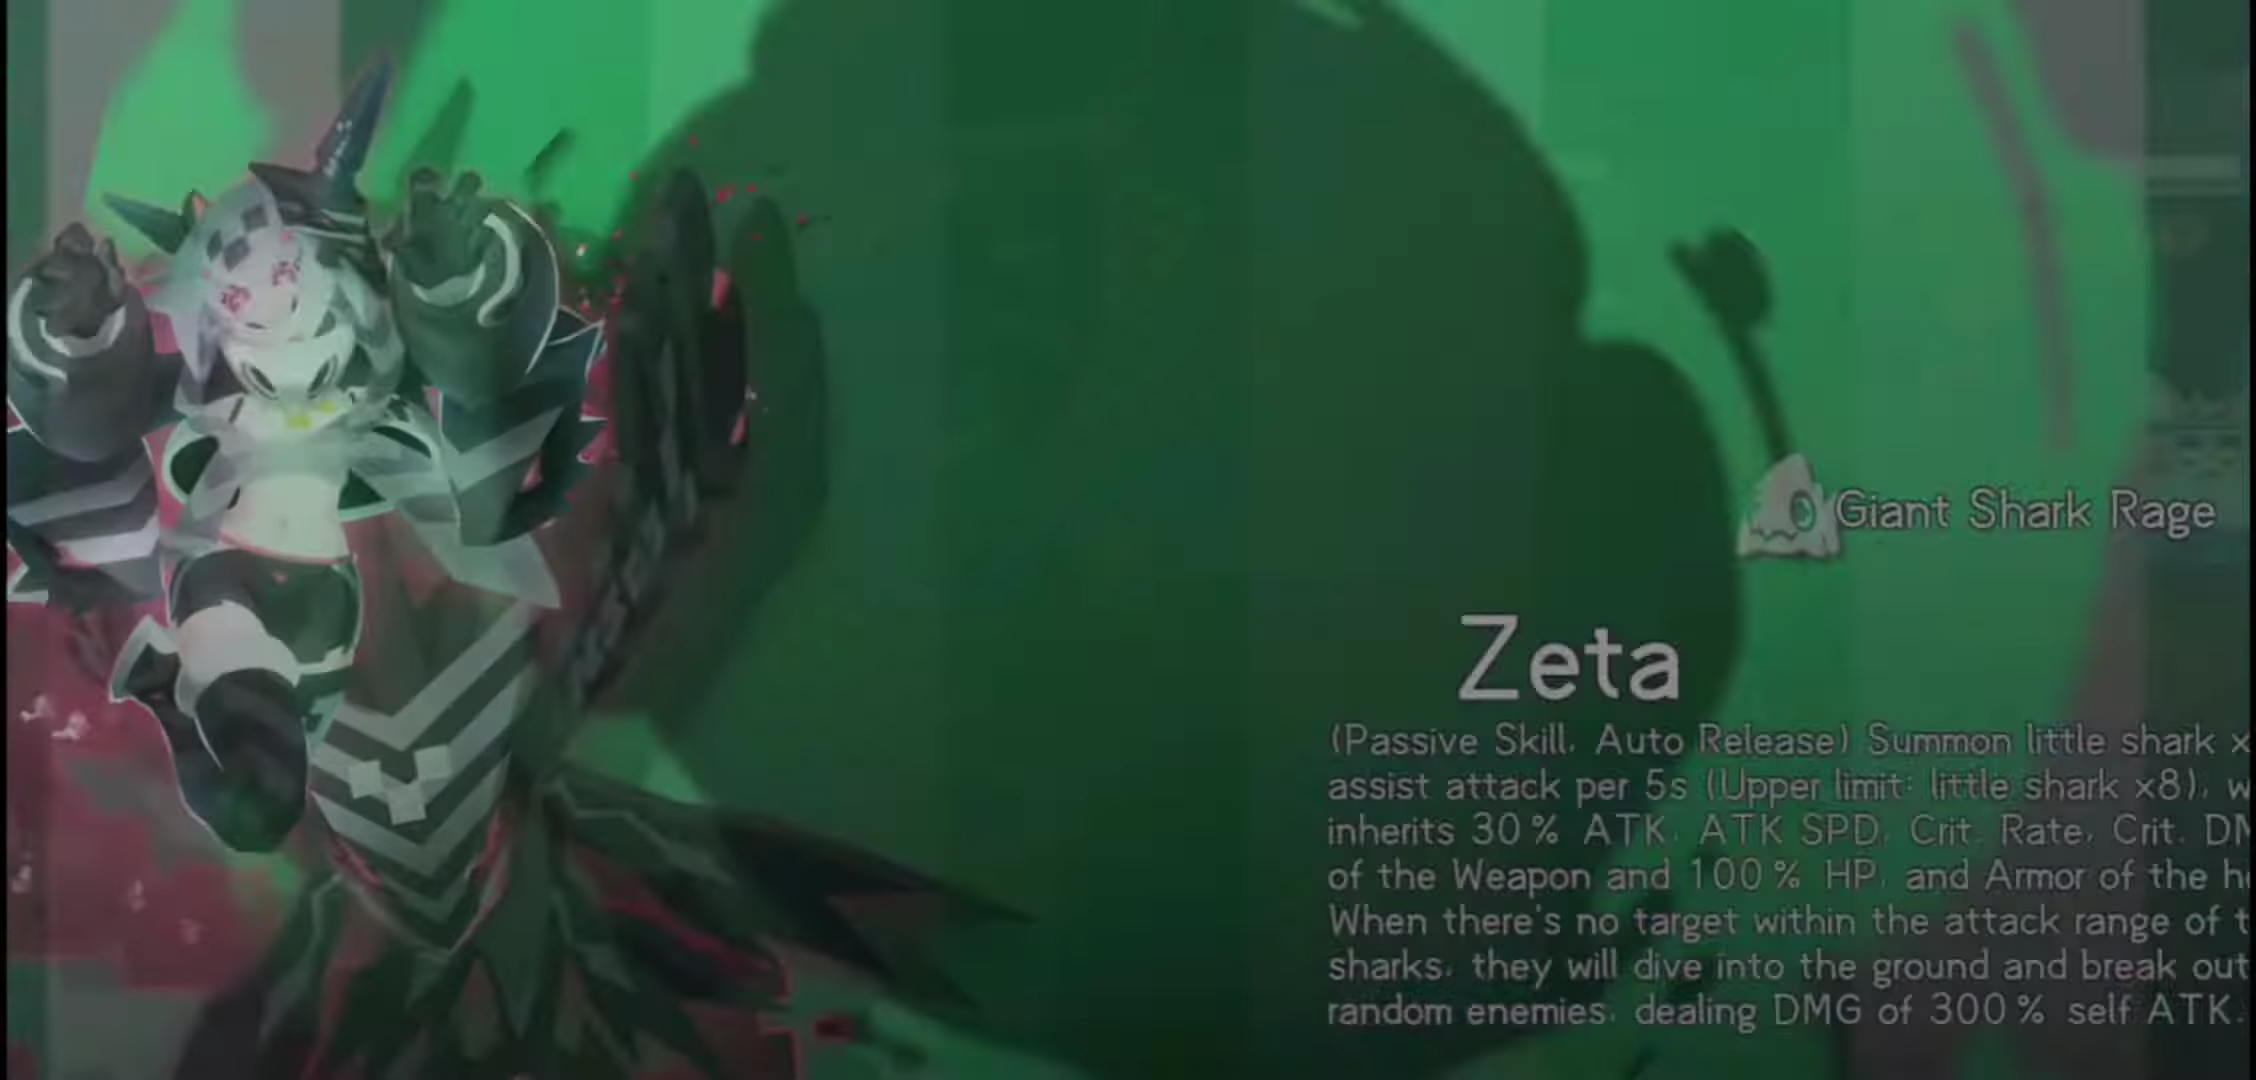 Giant Shark Rage
Zeta
(Passive Skill, Auto Release) Summon little shark
assist attack per 5s (Upper limit: little shark x8),
inherits 30% ATK, ATK SPD, Crit. Rate, Crit.
of the Weapon and 100% HP, and Armor of the
When there's no target within the attack range of
sharks, they will dive into the ground and break out
random enemies, dealing DMG of 300% self ATK.